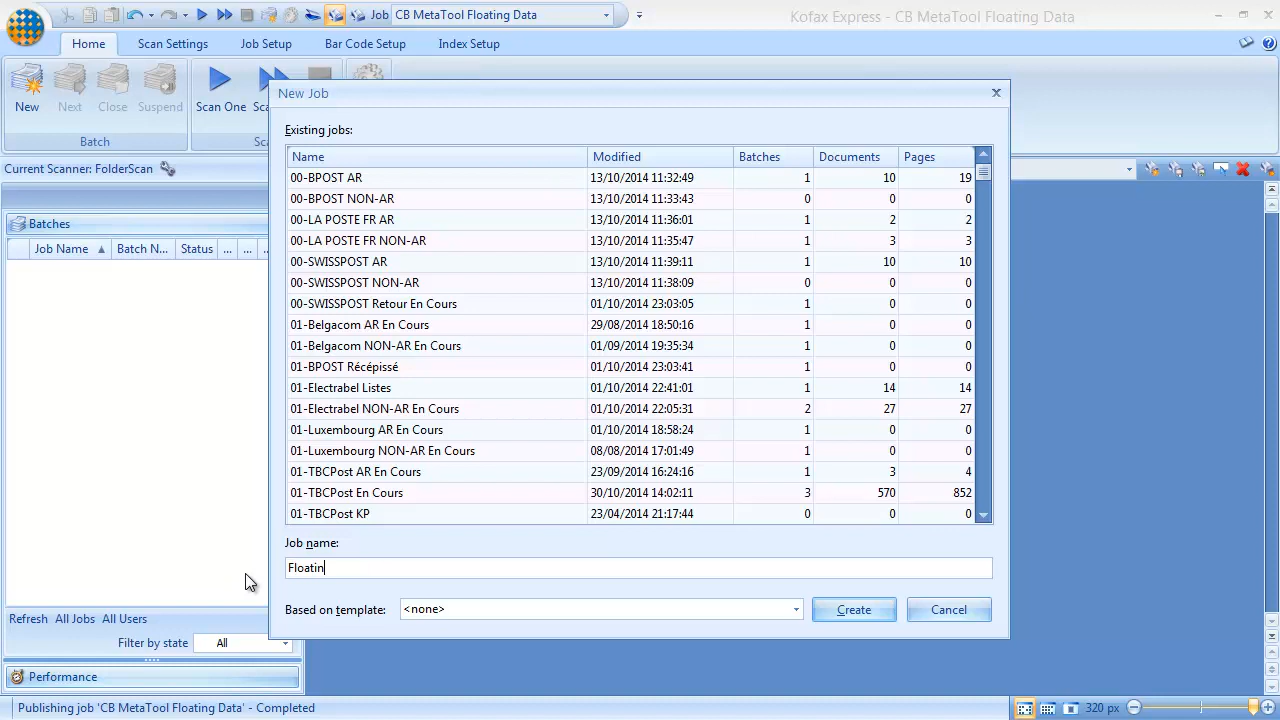 Job CB MetaTool Floating Data
Kofax Express - CB MetaTool Floating Data
Home Scan Settings Job Setup Bar Code Setup Index Setup
New Next Close Suspend Scan One Sca
Batch Sca
Current Scanner: FolderScan
Batches
Job Name Batch N... Status ... ... ..
New Job
Existing jobs:
Name Modified Batches Documents Pages
00-BPOST AR 13/10/2014 11:32:49 1 10 19
00-BPOST NON-AR 13/10/2014 11:33:43 0 0 0
00-LA POSTE FR AR 13/10/2014 11:36:01 1 2 2
00-LA POSTE FR NON-AR 13/10/2014 11:35:47 1 3 3
00-SWISSPOST AR 13/10/2014 11:39:11 1 10 10
00-SWISSPOST NON-AR 13/10/2014 11:38:09 0 0 0
00-SWISSPOST Retour En Cours 01/10/2014 23:03:05 1 0 0
01-Belgacom AR En Cours 29/08/2014 18:50:16 1 0 0
01-Belgacom NON-AR En Cours 01/09/2014 19:35:34 1 0 0
01-BPOST Récépissé 01/10/2014 23:03:41 1 0 0
01-Electrabel Listes 01/10/2014 22:41:01 1 14 14
01-Electrabel NON-AR En Cours 01/10/2014 22:05:31 2 27 27
01-Luxembourg AR En Cours 01/10/2014 18:58:24 1 0 0
01-Luxembourg NON-AR En Cours 08/08/2014 17:01:49 1 0 0
01-TBCPost AR En Cours 23/09/2014 16:24:16 1 3 4
01-TBCPost En Cours 30/10/2014 14:02:11 3 570 852
01-TBCPost KP 23/04/2014 21:17:44 0 0 0
Job name:
Floatin
Based on template: <none> Create Cancel
Refresh All Jobs All Users
Filter by state All
Performance
Publishing job 'CB MetaTool Floating Data' - Completed
320 px